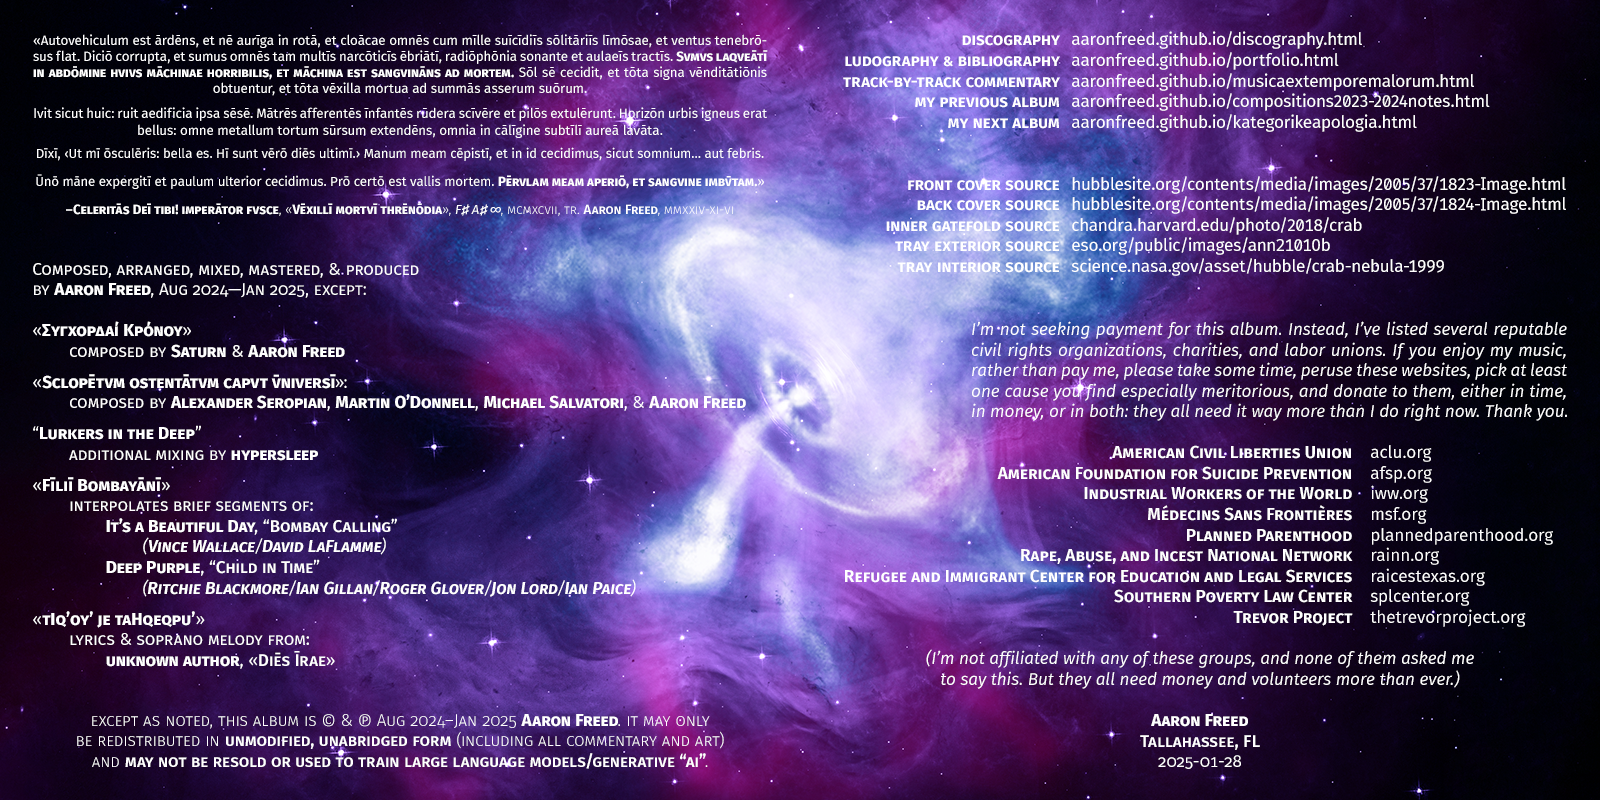 «Autovehiculum est ārdēns, et nē aurīga in rotā, et cloācae omnēs cum mīlle suīcīdiīs sōlitāriīs līmōsae, et ventus tenebrō-
sus flat. Diciō corrupta, et sumus omnēs tam multīs narcōticīs ēbriātī, radiōphōnia sonante et aulaeīs tractīs. Svmvs laqveātī
in abdōmine hvivs māchinae horribilis, et māchina est sangvināns ad mortem. Sōl sē cecidit, et tōta signa vēnditātiōnis
obtuentur, et tōta vēxilla mortua ad summās asserum suōrum.
Ivit sicut huic: ruit aedificia ipsa sēsē. Mātrēs afferentēs īnfantēs rūdera scīvēre et pilōs extulērunt. Horizōn urbis igneus erat
bellus: omne metallum tortum sūrsum extendēns, omnia in cālīgine subtīlī aureā lavāta.
Dīxī, ‹Ut mī ōsculēris: bella es. Hī sunt vērō diēs ultimī.› Manum meam cēpistī, et in id cecidimus, sicut somnium… aut febris.
Ūnō māne expergitī et paulum ulterior cecidimus. Prō certō est vallis mortem. Pērvlam meam aperiō, et sangvine imbv̄tam.»
–Celeritās Deī tibi! imperātor fvsce, «Vēxillī mortvī thrēnōdia», F♯A♯∞, mcmxcvii, tr. Aaron Freed, mmxxiv-xi-vi
Composed, arranged, mixed, mastered, & produced
by Aaron Freed, Aug 2024—Jan 2025, except:
«Συγχορδαί Κρόνου»
composed by Saturn & Aaron Freed
«Sclopētvm ostentātvm capvt v̄niversī»:
composed by Alexander Seropian, Martin O’Donnell, Michael Salvatori, & Aaron Freed
“Lurkers in the Deep”
additional mixing by hypersleep
«Fīliī Bombayānī»
interpolates brief segments of:
It’s a Beautiful Day, “Bombay Calling”
(Vince Wallace/David LaFlamme)
Deep Purple, “Child in Time”
(Ritchie Blackmore/Ian Gillan/Roger Glover/Jon Lord/Ian Paice)
«tIq’oy’ je taHqeqpu’»
lyrics & soprano melody from:
unknown author, «Diēs Īrae»
except as noted, this album is © & ℗ Aug 2024–Jan 2025 Aaron Freed. it may only
be redistributed in unmodified, unabridged form (including all commentary and art)
and may not be resold or used to train large language models/generative “ai”.
discography aaronfreed.github.io/discography.html
ludography & bibliography aaronfreed.github.io/portfolio.html
track-by-track commentary aaronfreed.github.io/musicaextemporemalorum.html
my previous album aaronfreed.github.io/compositions2023-2024notes.html
my next album aaronfreed.github.io/kategorikeapologia.html
front cover source hubblesite.org/contents/media/images/2005/37/1823-Image.html
back cover source hubblesite.org/contents/media/images/2005/37/1824-Image.html
inner gatefold source chandra.harvard.edu/photo/2018/crab
tray exterior source eso.org/public/images/ann21010b
tray interior source science.nasa.gov/asset/hubble/crab-nebula-1999
I’m not seeking payment for this album. Instead, I’ve listed several reputable
civil rights organizations, charities, and labor unions. If you enjoy my music,
rather than pay me, please take some time, peruse these websites, pick at least
one cause you find especially meritorious, and donate to them, either in time,
in money, or in both: they all need it way more than I do right now. Thank you.
American Civil Liberties Union aclu.org
American Foundation for Suicide Prevention afsp.org
Industrial Workers of the World iww.org
Médecins Sans Frontières msf.org
Planned Parenthood plannedparenthood.org
Rape, Abuse, and Incest National Network rainn.org
Refugee and Immigrant Center for Education and Legal Services raicestexas.org
Southern Poverty Law Center splcenter.org
Trevor Project thetrevorproject.org
(I’m not affiliated with any of these groups, and none of them asked me
to say this. But they all need money and volunteers more than ever.)
Aaron Freed
Tallahassee, FL
2025-01-28